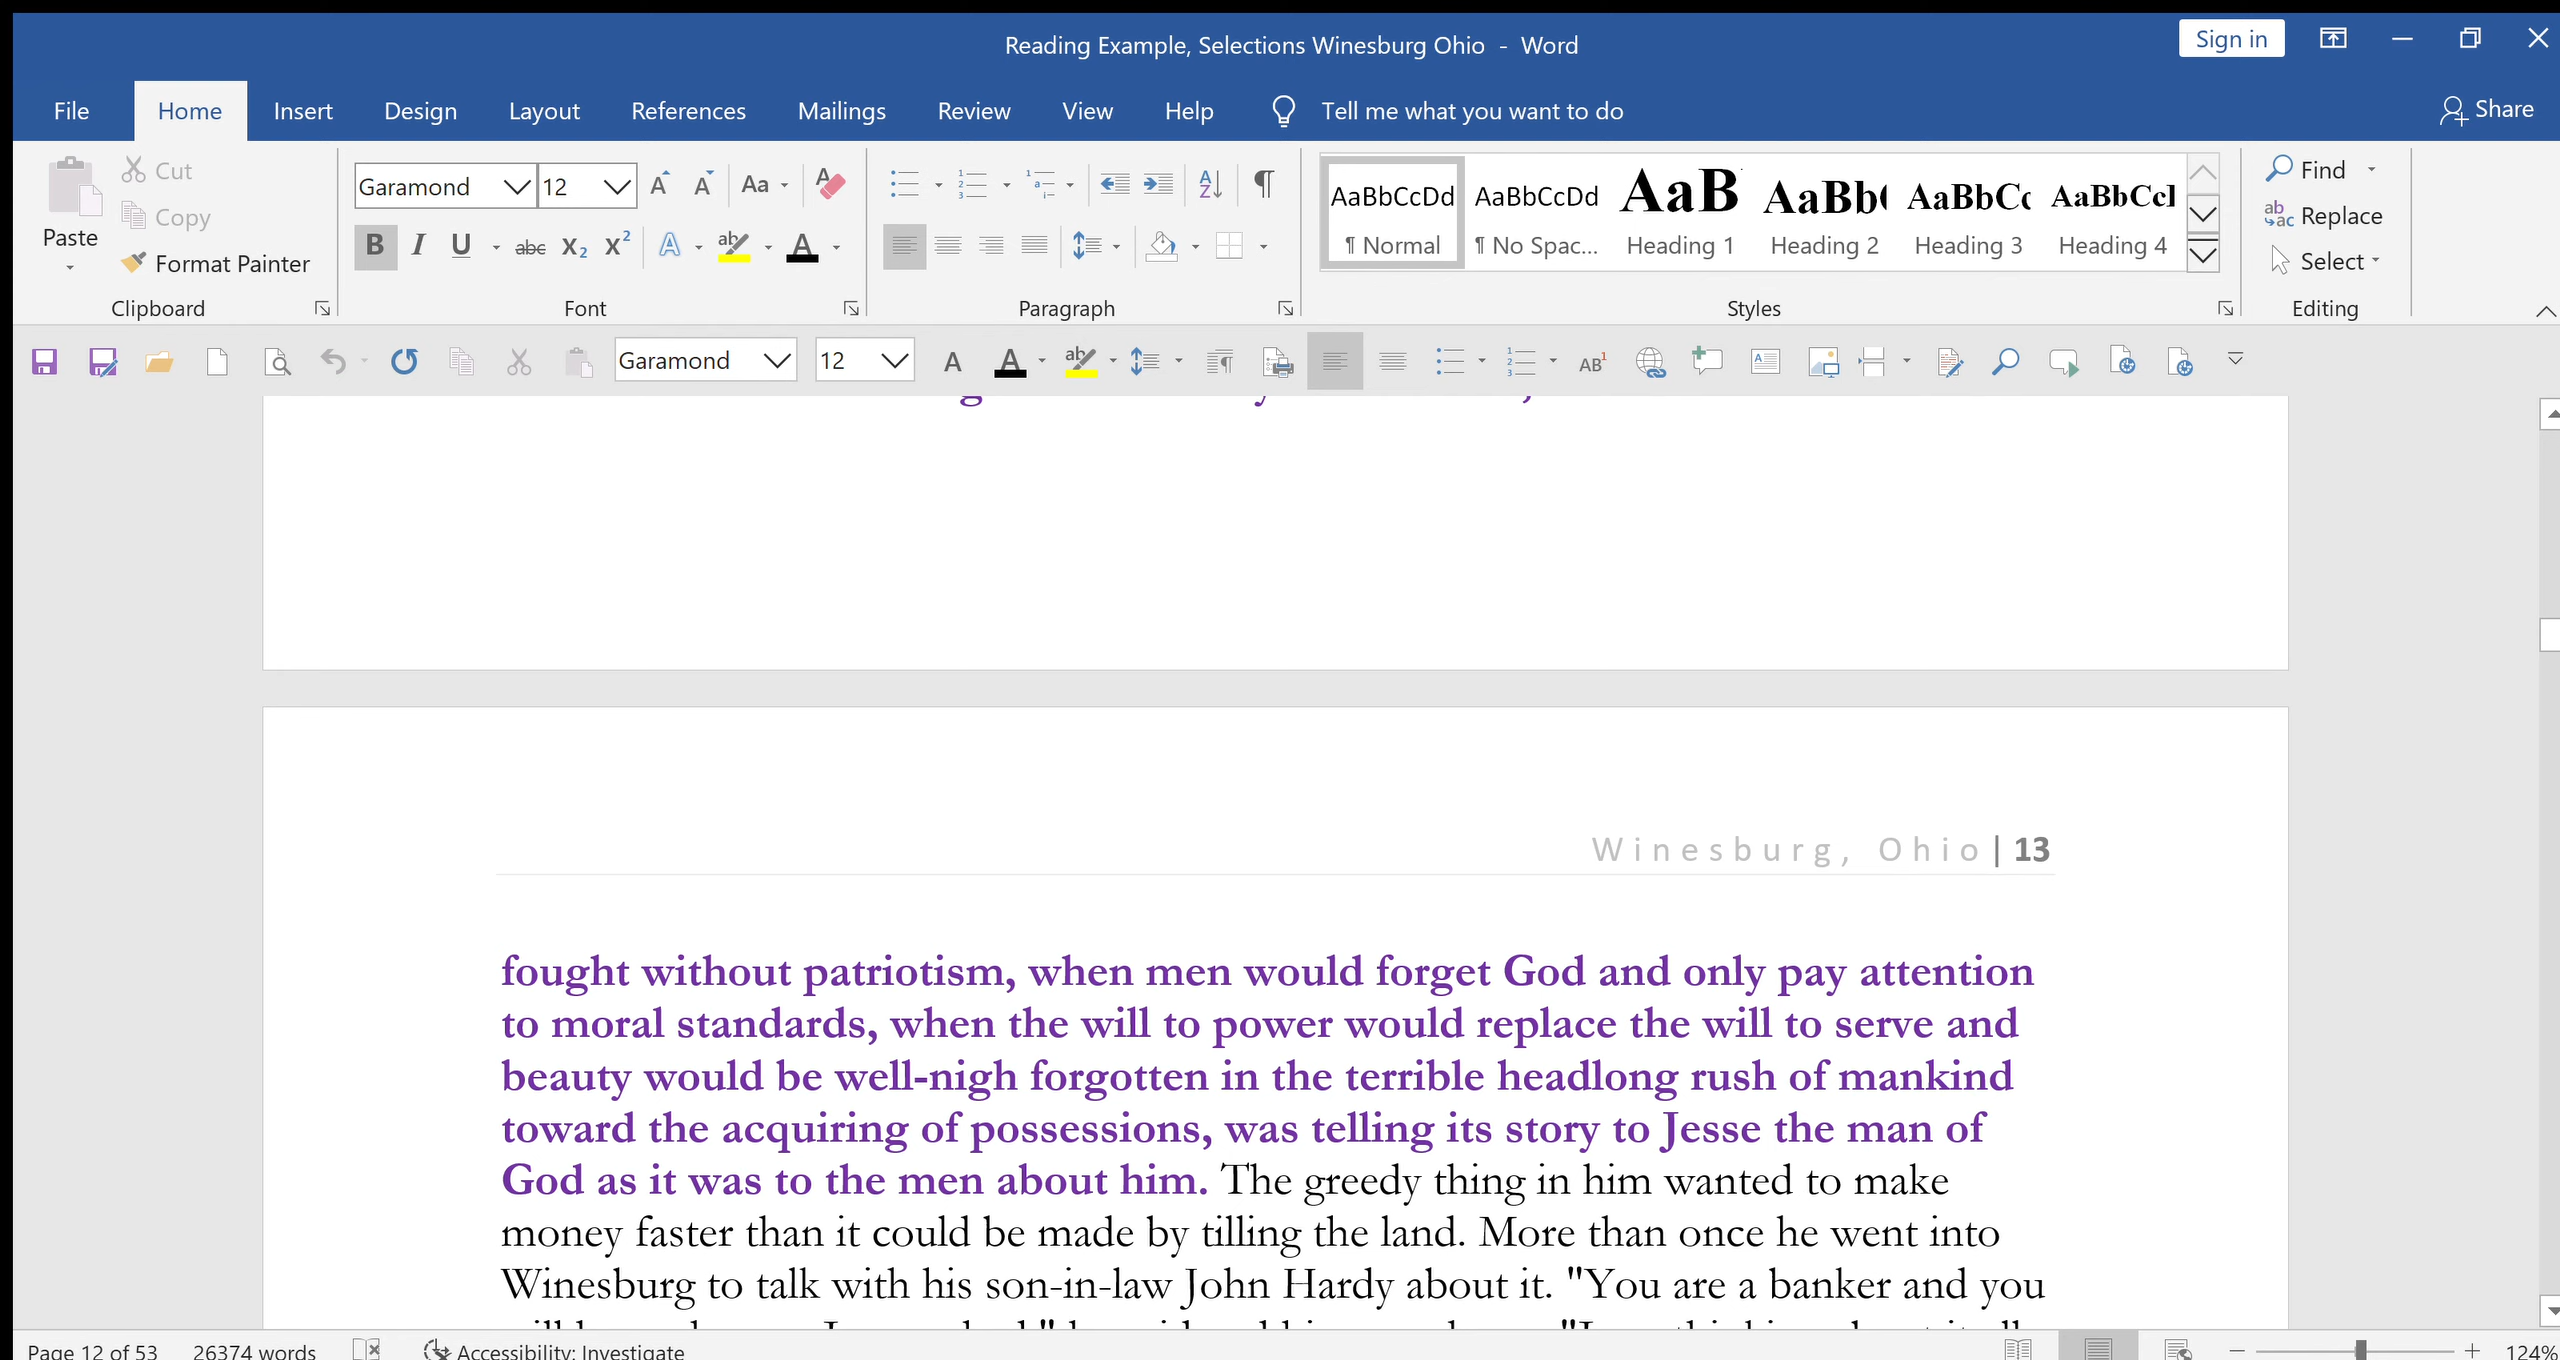 Reading Example, Selections Winesburg Ohio - Word
Sign in
File Home Insert Design Layout References Mailings Review View Help Tell me what you want to do Share
Paste
Cut
Copy
Format Painter
Clipboard
Garamond 12
Font
Paragraph
AaBbCcDd ¶ Normal
AaBbCcDd ¶ No Spac...
AaB Heading 1
AaBb( Heading 2
AaBbCc Heading 3
AaBbCcl Heading 4
Styles
Find
Replace
Select
Editing
Garamond 12
Winesburg, Ohio| 13
fought without patriotism, when men would forget God and only pay attention
to moral standards, when the will to power would replace the will to serve and
beauty would be well-nigh forgotten in the terrible headlong rush of mankind
toward the acquiring of possessions, was telling its story to Jesse the man of
God as it was to the men about him. The greedy thing in him wanted to make
money faster than it could be made by tilling the land. More than once he went into
Winesburg to talk with his son-in-law John Hardy about it. "You are a banker and you
Page 12 of 53 26374 words Accessibility: Investigate 124%